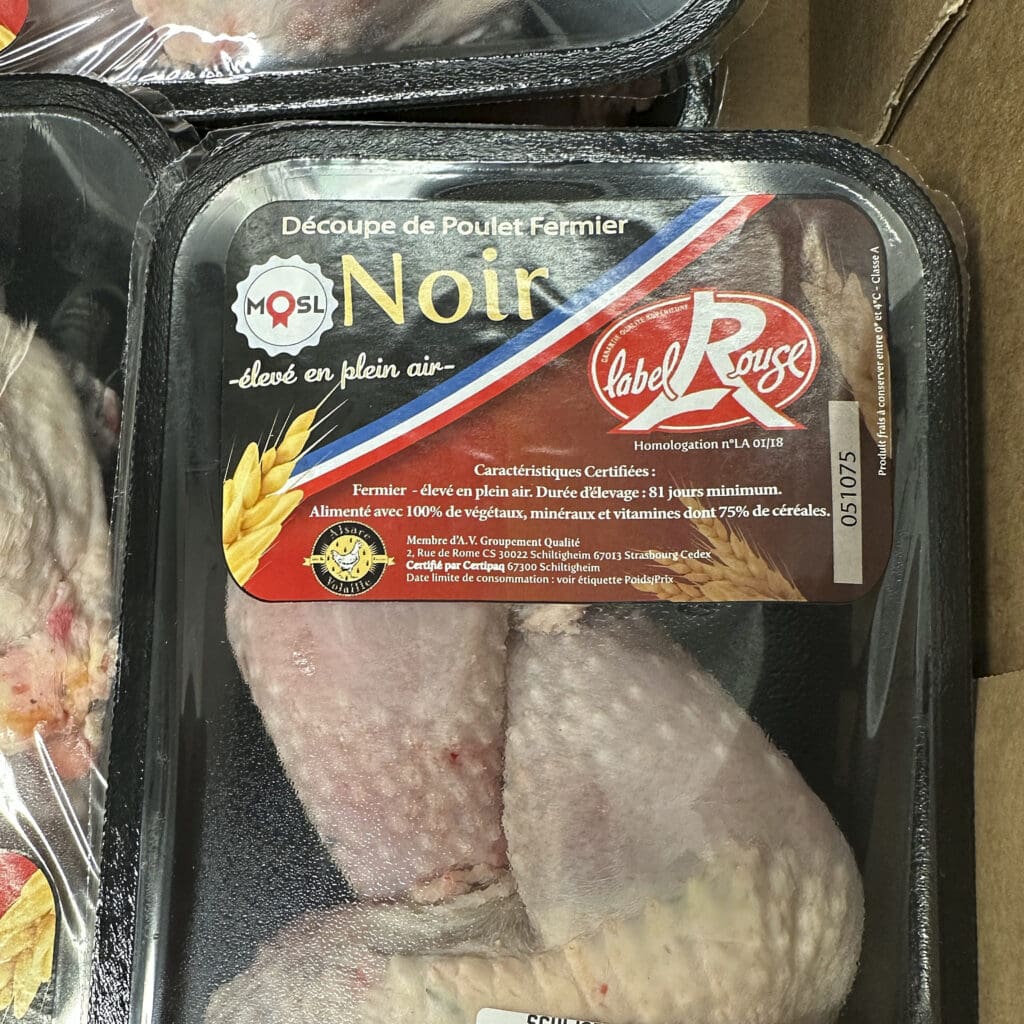 Découpe de Poulet Fermier
MQSL
Noir
-élevé en plein air-
GARANTIE QUALITÉ SUPÉRIEURE
label Rouge
Homologation n°LA 01/18
Produit frais à conserver entre 0° et 4°C - Classe A
Caractéristiques Certifiées :
Fermier - élevé en plein air. Durée d'élevage : 81 jours minimum.
Alimenté avec 100% de végétaux, minéraux et vitamines dont 75% de céréales.
051075
Alsace
Volaille
Membre d'A.V. Groupement Qualité
2, Rue de Rome CS 30022 Schiltigheim 67013 Strasbourg Cedex
Certifié par Certipaq 67300 Schiltigheim
Date limite de consommation : voir étiquette Poids/Prix